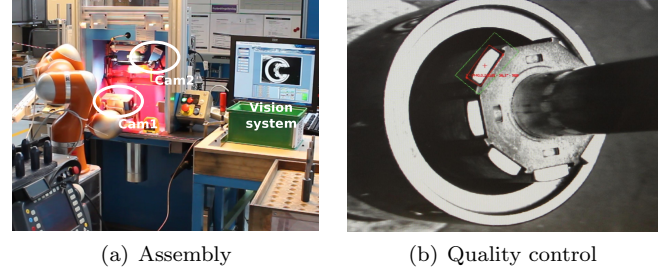 Cam2
Cam1
Vision
system
(a) Assembly
(b) Quality control